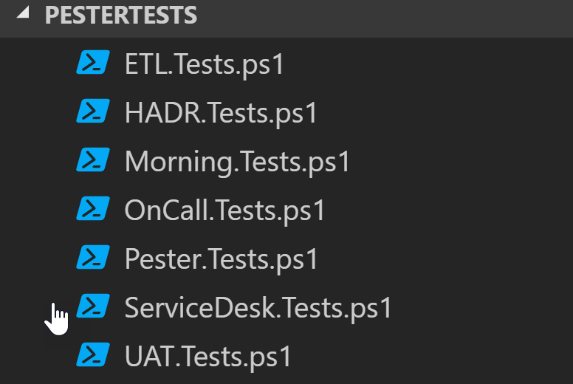 PESTERTESTS
ETL.Tests.ps1
HADR.Tests.ps1
Morning.Tests.ps1
OnCall.Tests.ps1
Pester.Tests.ps1
ServiceDesk.Tests.ps1
UAT.Tests.ps1